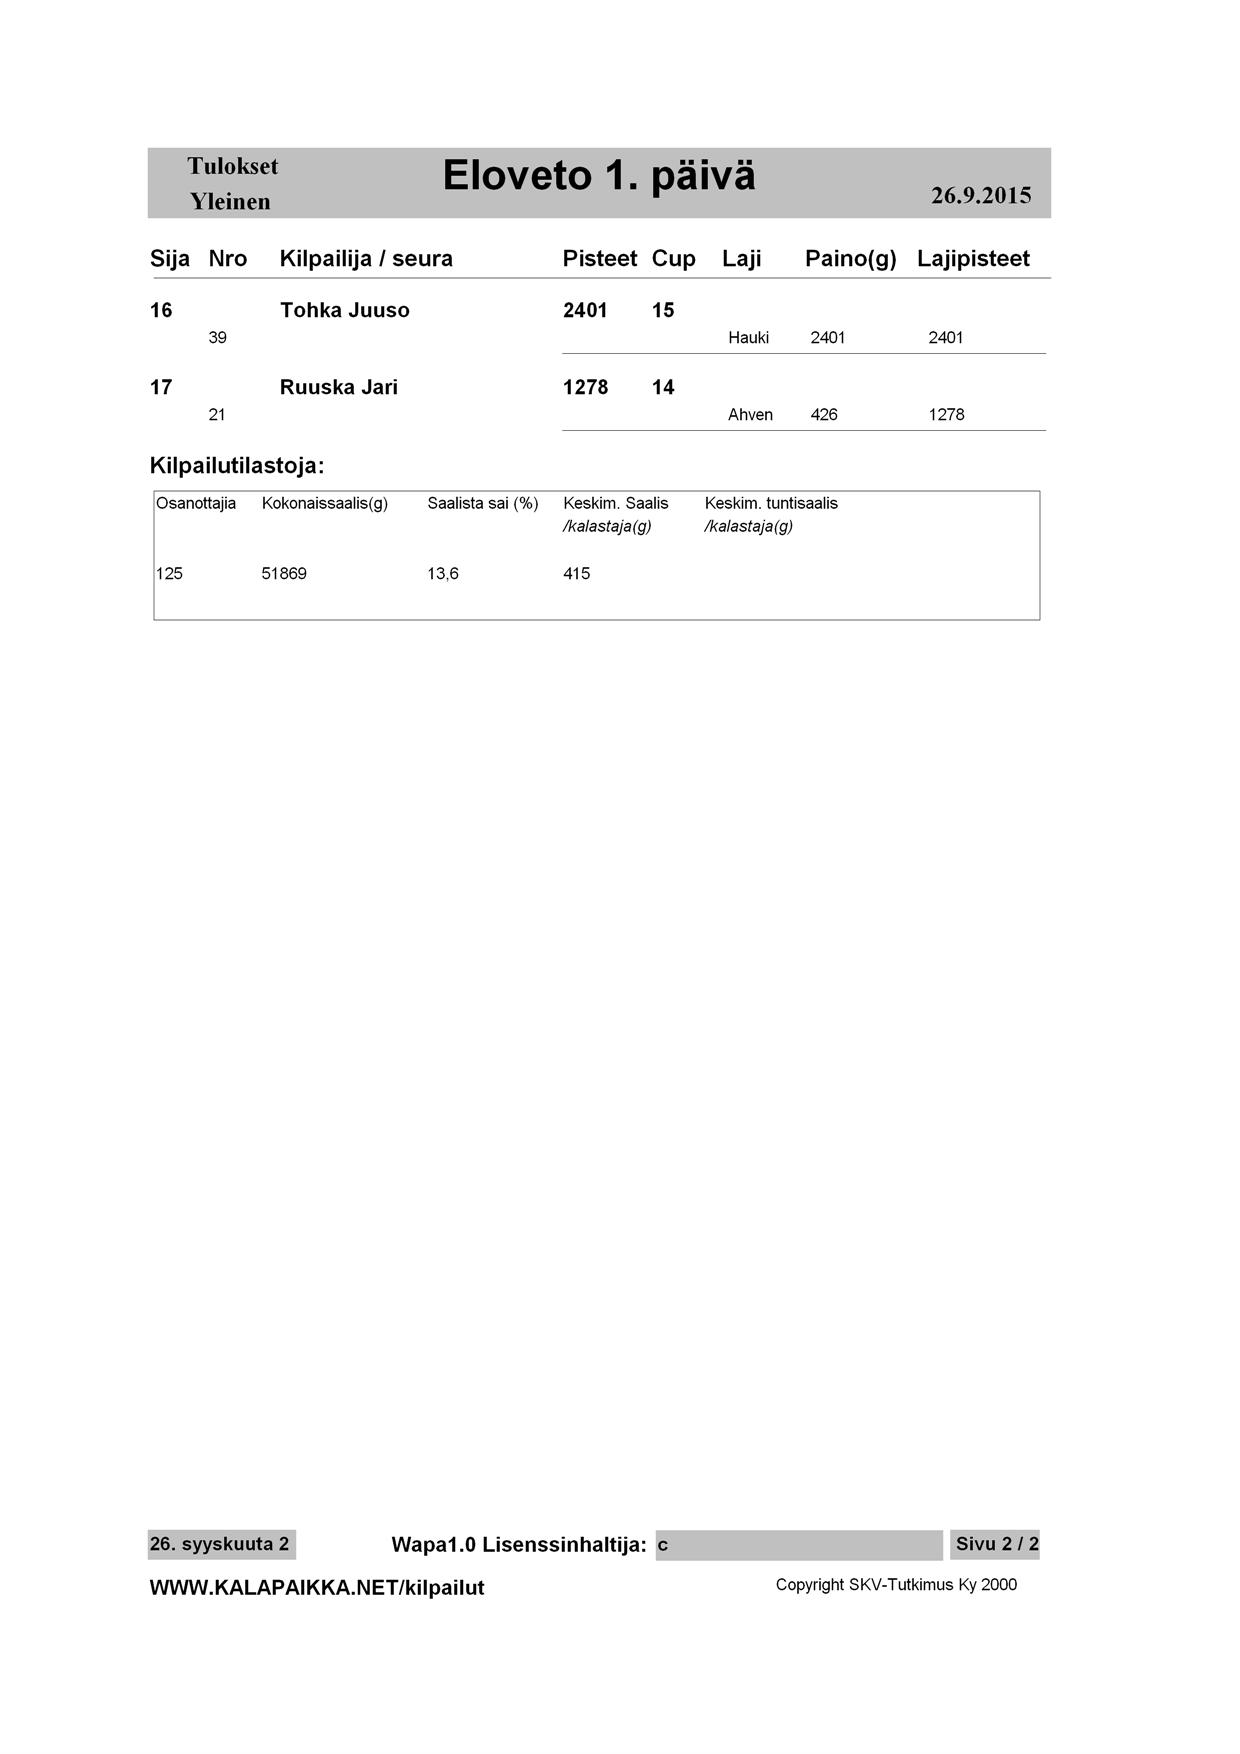 Tulokset
Yleinen
Eloveto 1. päivä
26.9.2015
Sija Nro Kilpailija / seura Pisteet Cup Laji Paino(g) Lajipisteet
16 Tohka Juuso 2401 15
39 Hauki 2401 2401
17 Ruuska Jari 1278 14
21 Ahven 426 1278
Kilpailutilastoja:
Osanottajia Kokonaissaalis(g) Saalista sai (%) Keskim. Saalis Keskim. tuntisaalis
/kalastaja(g) /kalastaja(g)
125 51869 13,6 415
26. syyskuuta 2 Wapa1.0 Lisenssinhaltija: c Sivu 2 / 2
WWW.KALAPAIKKA.NET/kilpailut Copyright SKV-Tutkimus Ky 2000